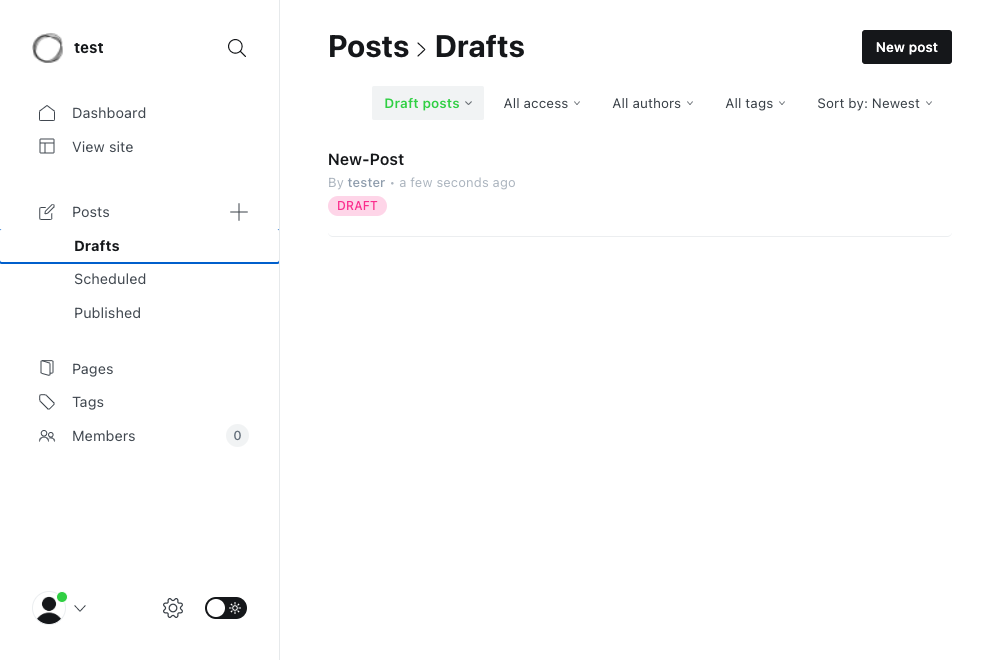 test
Dashboard
View site
Posts
Drafts
Scheduled
Published
Pages
Tags
Members 0
Posts > Drafts
New post
Draft posts All access All authors All tags Sort by: Newest
New-Post
By tester • a few seconds ago
DRAFT